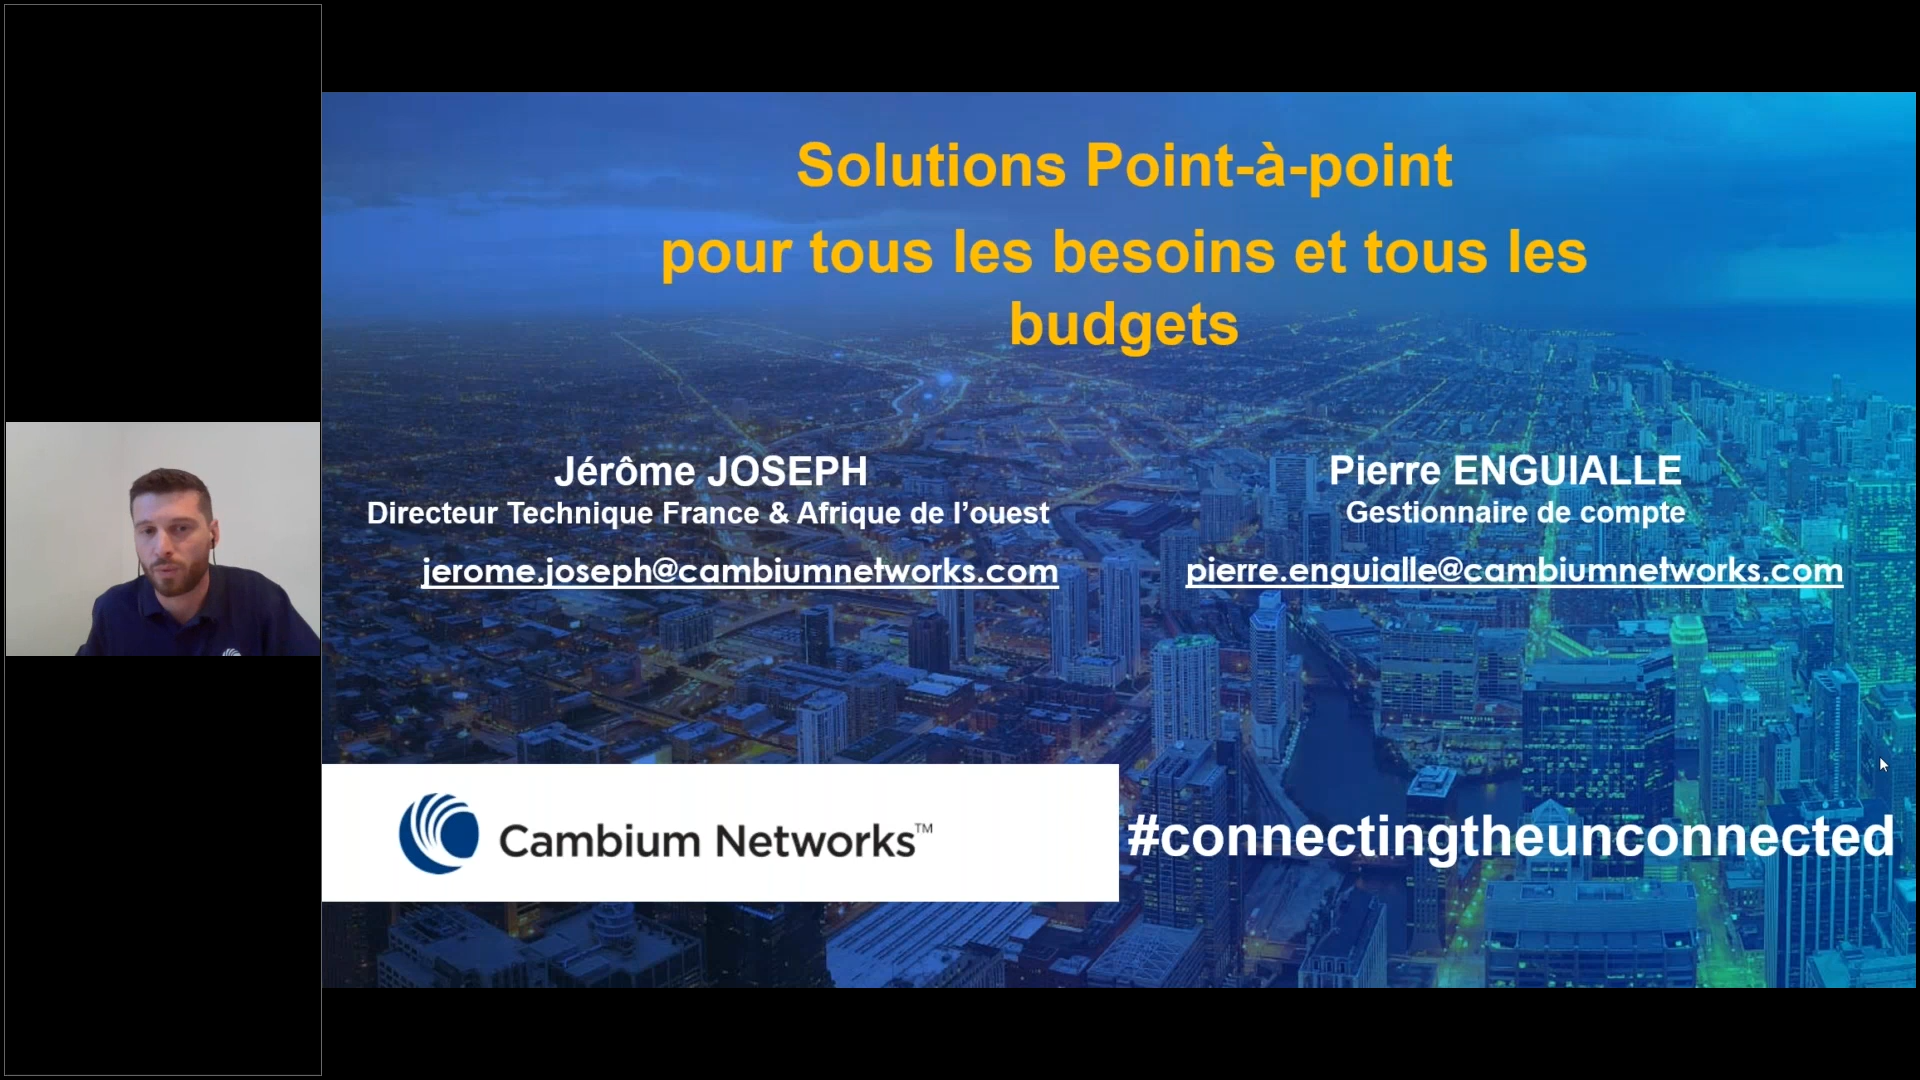 Solutions Point-à-point
pour tous les besoins et tous les
budgets
Jérôme JOSEPH
Directeur Technique France & Afrique de l’ouest
jerome.joseph@cambiumnetworks.com
Pierre ENGUIALLE
Gestionnaire de compte
pierre.enguialle@cambiumnetworks.com
Cambium Networks™
#connectingtheunconnected